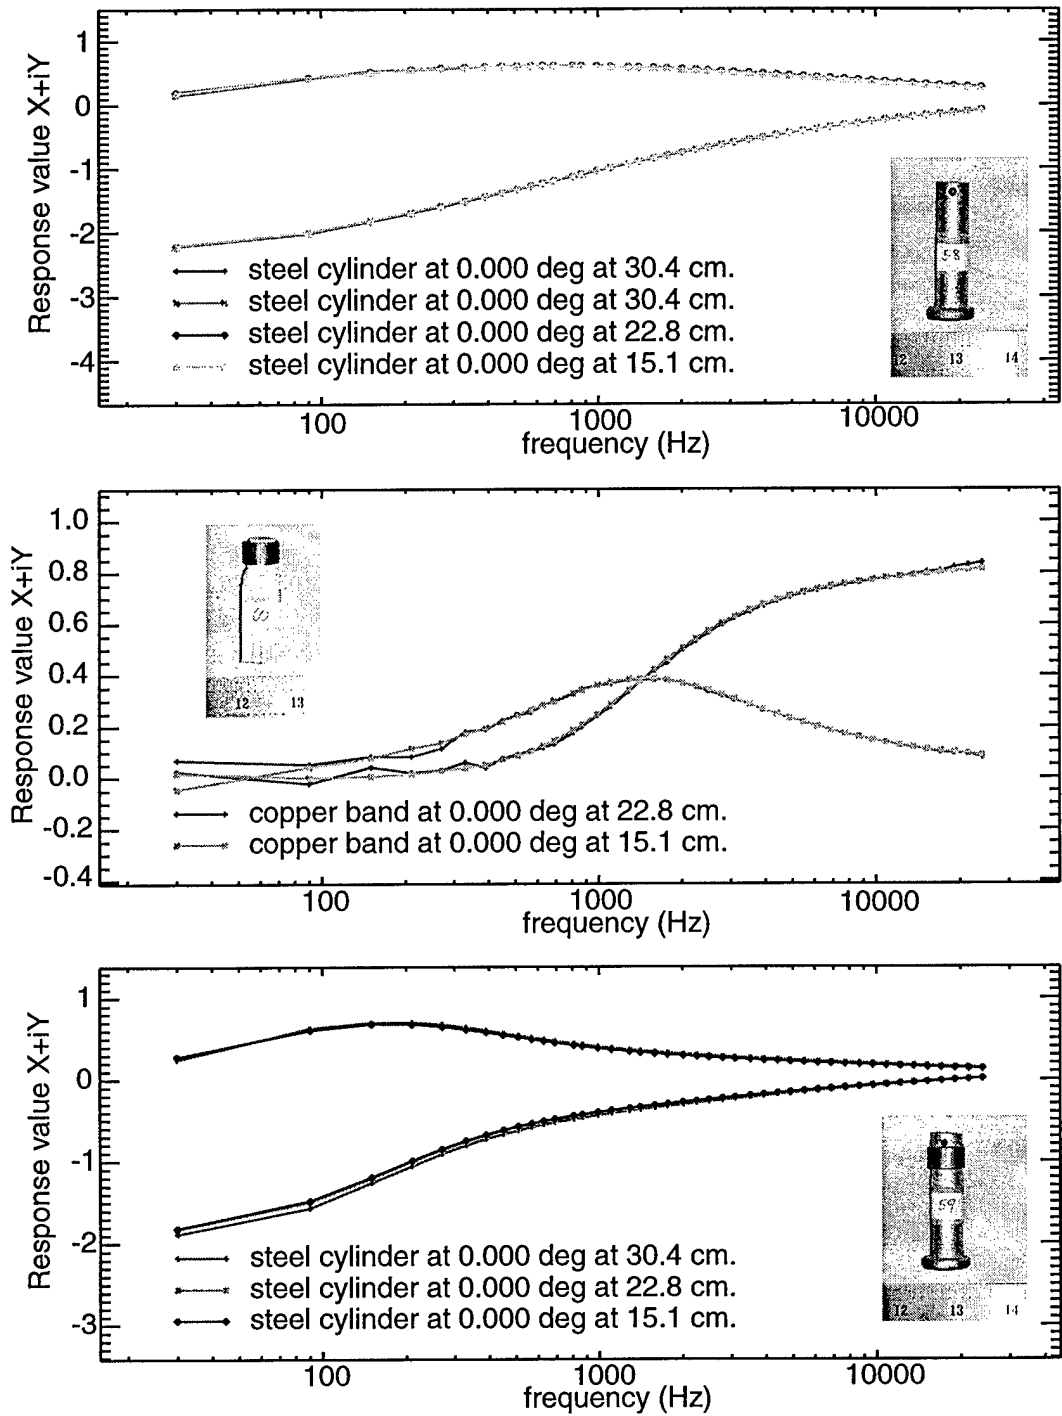 Response value X+iY
1
0
-1
-2
-3
-4
steel cylinder at 0.000 deg at 30.4 cm.
steel cylinder at 0.000 deg at 30.4 cm.
steel cylinder at 0.000 deg at 22.8 cm.
steel cylinder at 0.000 deg at 15.1 cm.
58
12 13 14
100 1000 10000
frequency (Hz)
Response value X+iY
1.0
0.8
0.6
0.4
0.2
0.0
-0.2
-0.4
12 13
copper band at 0.000 deg at 22.8 cm.
copper band at 0.000 deg at 15.1 cm.
100 1000 10000
frequency (Hz)
Response value X+iY
1
0
-1
-2
-3
59
12 13 14
steel cylinder at 0.000 deg at 30.4 cm.
steel cylinder at 0.000 deg at 22.8 cm.
steel cylinder at 0.000 deg at 15.1 cm.
100 1000 10000
frequency (Hz)